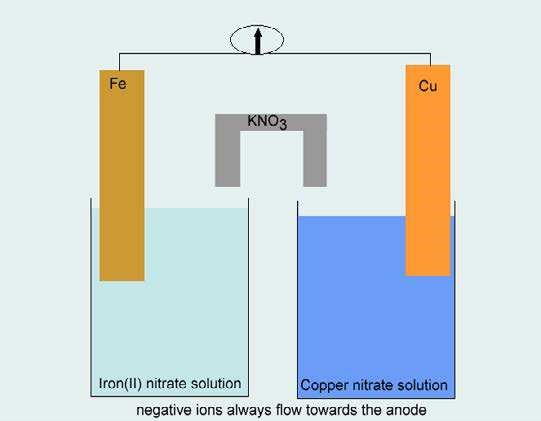 Fe
Cu
KNO3
Iron(II) nitrate solution
Copper nitrate solution
negative ions always flow towards the anode